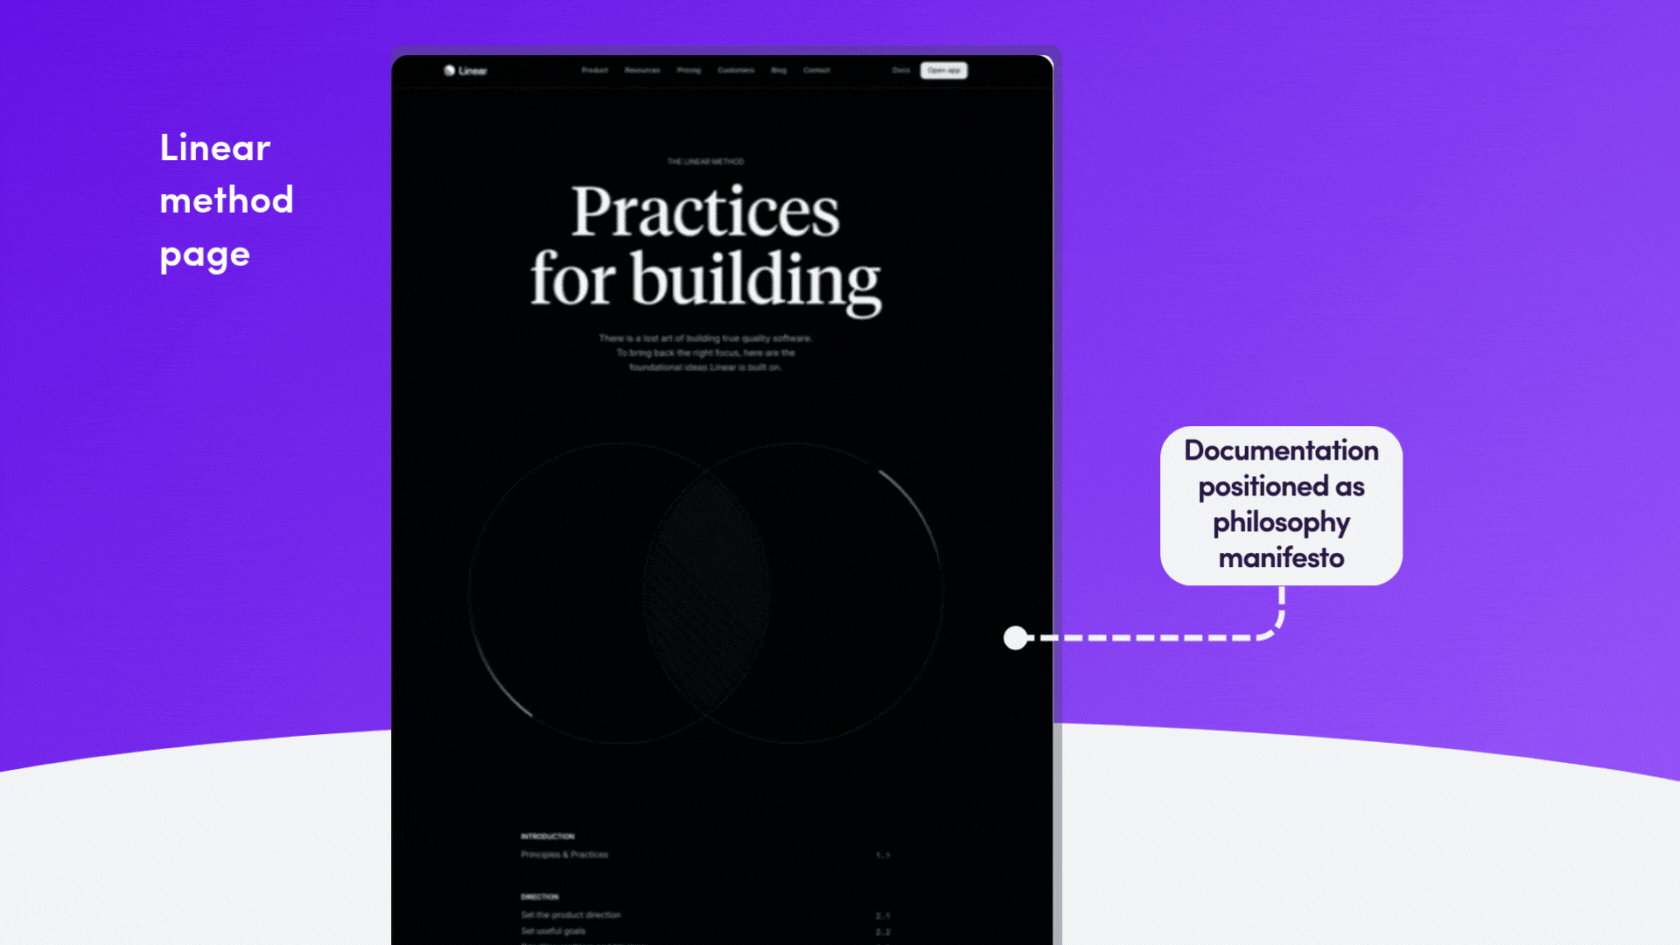 Linear
method
page
Linear
Product Resources Pricing Customers Blog Contact Docs Open app
THE LINEAR METHOD
Practices
for building
There is a lost art of building true quality software.
To bring back the right focus, here are the
foundational ideas Linear is built on.
Documentation
positioned as
philosophy
manifesto
INTRODUCTION
Principles & Practices 1.1
DIRECTION
Set the product direction 2.1
Set useful goals 2.2